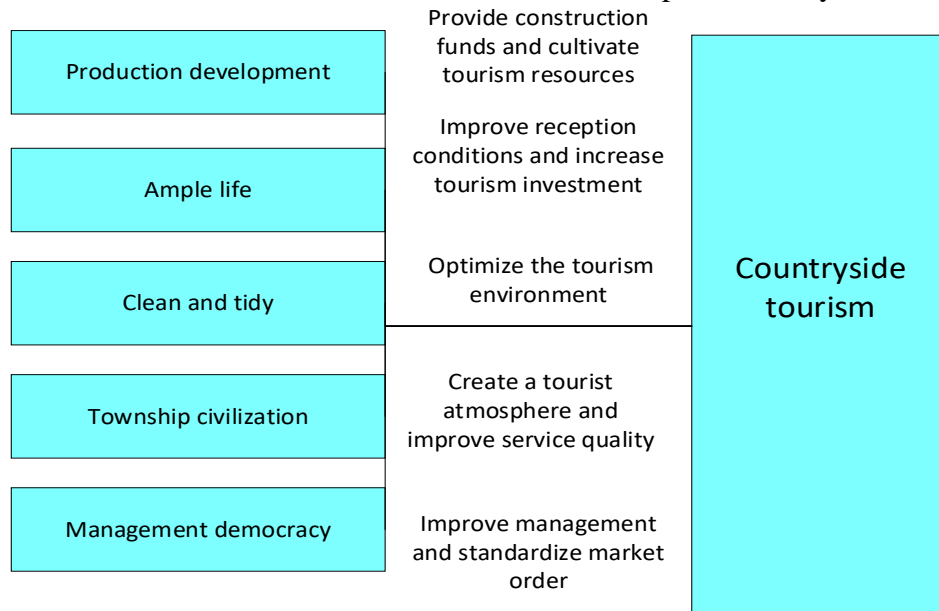 Production development
Provide construction
funds and cultivate
tourism resources
Ample life
Improve reception
conditions and increase
tourism investment
Clean and tidy
Optimize the tourism
environment
Township civilization
Create a tourist
atmosphere and
improve service quality
Management democracy
Improve management
and standardize market
order
Countryside
tourism